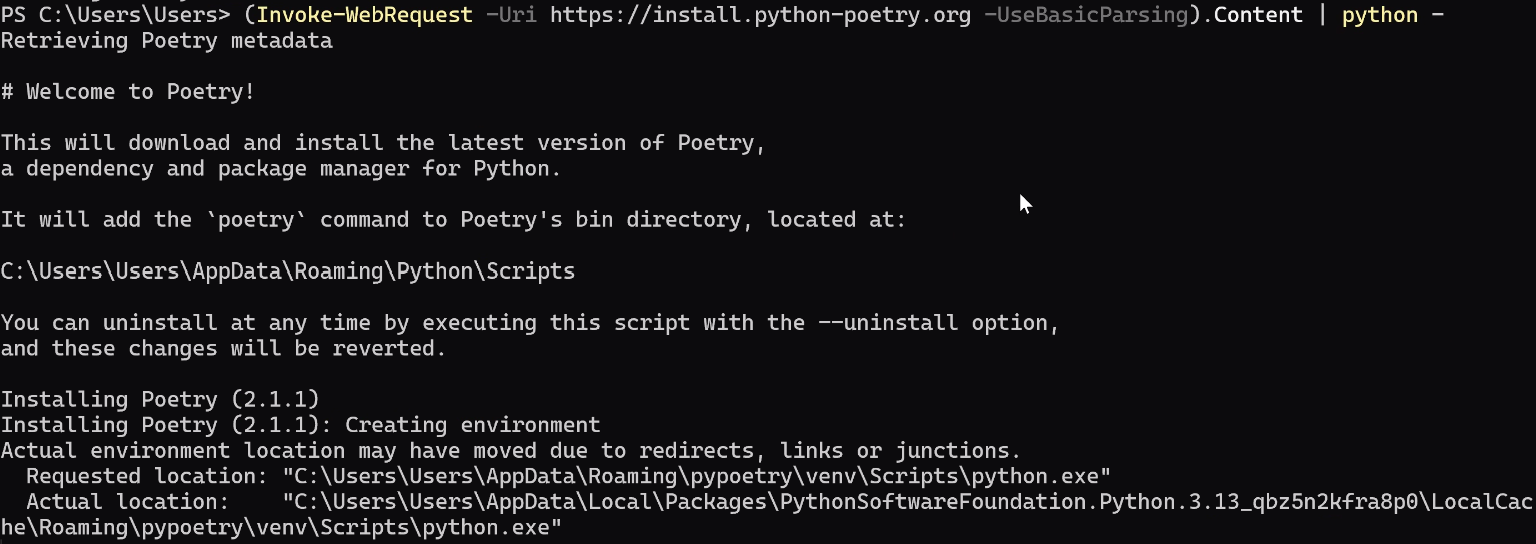 PS C:\Users\Users> (Invoke-WebRequest -Uri https://install.python-poetry.org -UseBasicParsing).Content | python -
Retrieving Poetry metadata
# Welcome to Poetry!
This will download and install the latest version of Poetry,
a dependency and package manager for Python.
It will add the `poetry` command to Poetry's bin directory, located at:
C:\Users\Users\AppData\Roaming\Python\Scripts
You can uninstall at any time by executing this script with the --uninstall option,
and these changes will be reverted.
Installing Poetry (2.1.1)
Installing Poetry (2.1.1): Creating environment
Actual environment location may have moved due to redirects, links or junctions.
  Requested location: "C:\Users\Users\AppData\Roaming\pypoetry\venv\Scripts\python.exe"
  Actual location:    "C:\Users\Users\AppData\Local\Packages\PythonSoftwareFoundation.Python.3.13_qbz5n2kfra8p0\LocalCac
he\Roaming\pypoetry\venv\Scripts\python.exe"